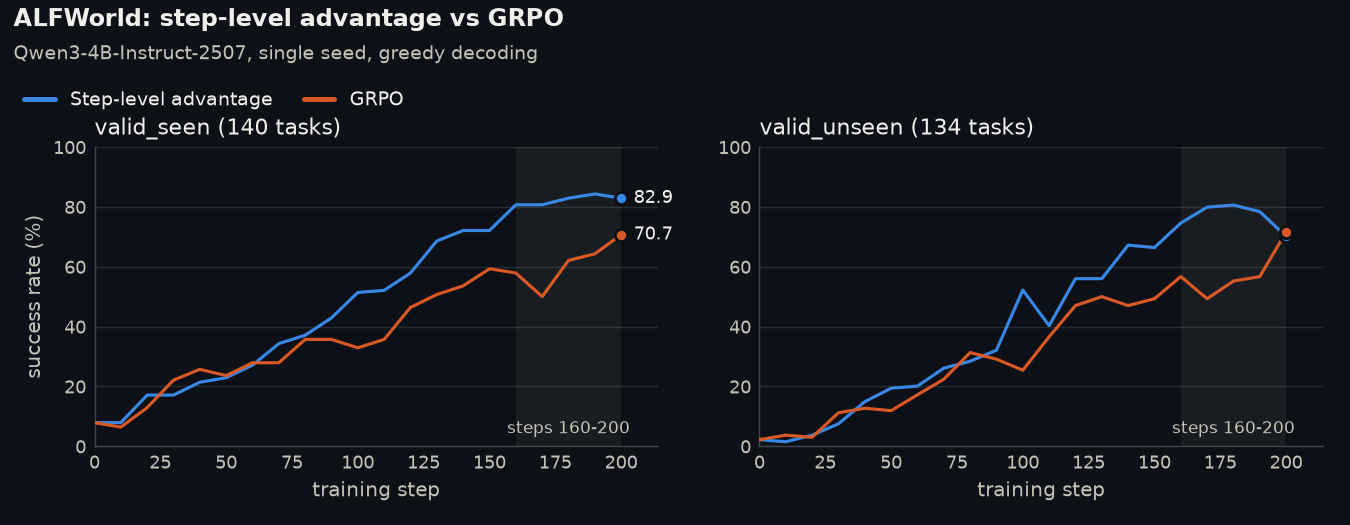 ALFWorld: step-level advantage vs GRPO
Qwen3-4B-Instruct-2507, single seed, greedy decoding
Step-level advantage GRPO
valid_seen (140 tasks)
success rate (%)
100
80
60
40
20
0
82.9
70.7
steps 160-200
0 25 50 75 100 125 150 175 200
training step
valid_unseen (134 tasks)
100
80
60
40
20
0
steps 160-200
0 25 50 75 100 125 150 175 200
training step